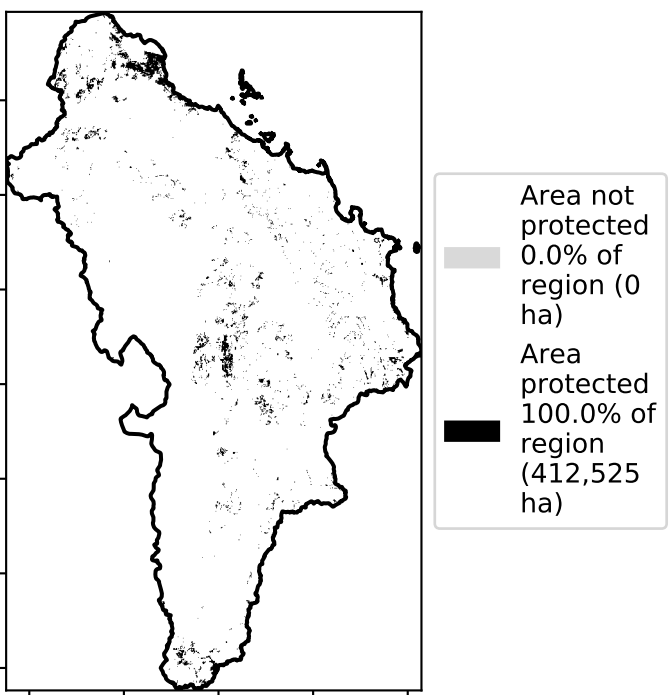 Area not
protected
0.0% of
region (0
ha)
Area
protected
100.0% of
region
(412,525
ha)